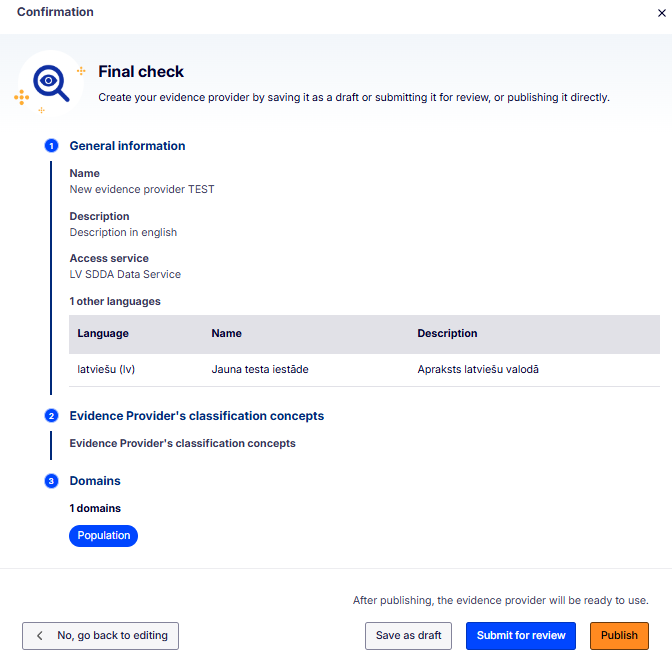 Confirmation
Final check
Create your evidence provider by saving it as a draft or submitting it for review, or publishing it directly.
1 General information
Name
New evidence provider TEST
Description
Description in english
Access service
LV SDDA Data Service
1 other languages
Language Name Description
latviešu (lv) Jauna testa iestāde Apraksts latviešu valodā
2 Evidence Provider's classification concepts
Evidence Provider's classification concepts
3 Domains
1 domains
Population
After publishing, the evidence provider will be ready to use.
No, go back to editing Save as draft Submit for review Publish